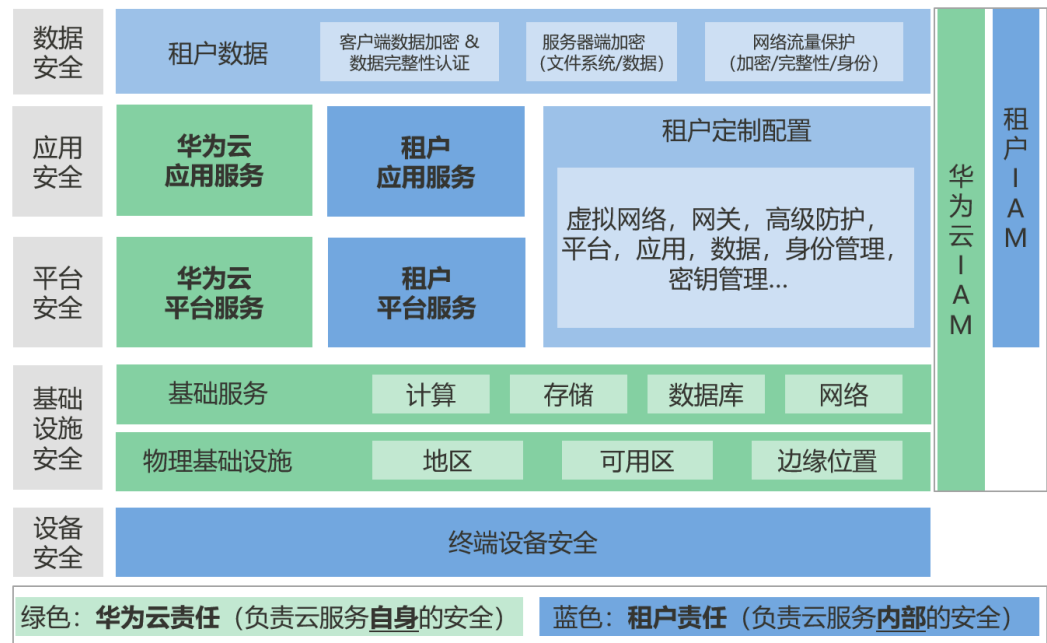 数据
安全
租户数据
客户端数据加密 &
数据完整性认证
服务器端加密
(文件系统/数据)
网络流量保护
(加密/完整性/身份)
应用
安全
华为云
应用服务
租户
应用服务
租户定制配置
虚拟网络，网关，高级防护，
平台，应用，数据，身份管理，
密钥管理...
平台
安全
华为云
平台服务
租户
平台服务
华为云IAM
租户IAM
基础
设施
安全
基础服务
计算
存储
数据库
网络
物理基础设施
地区
可用区
边缘位置
设备
安全
终端设备安全
绿色：华为云责任（负责云服务自身的安全）
蓝色：租户责任（负责云服务内部的安全）